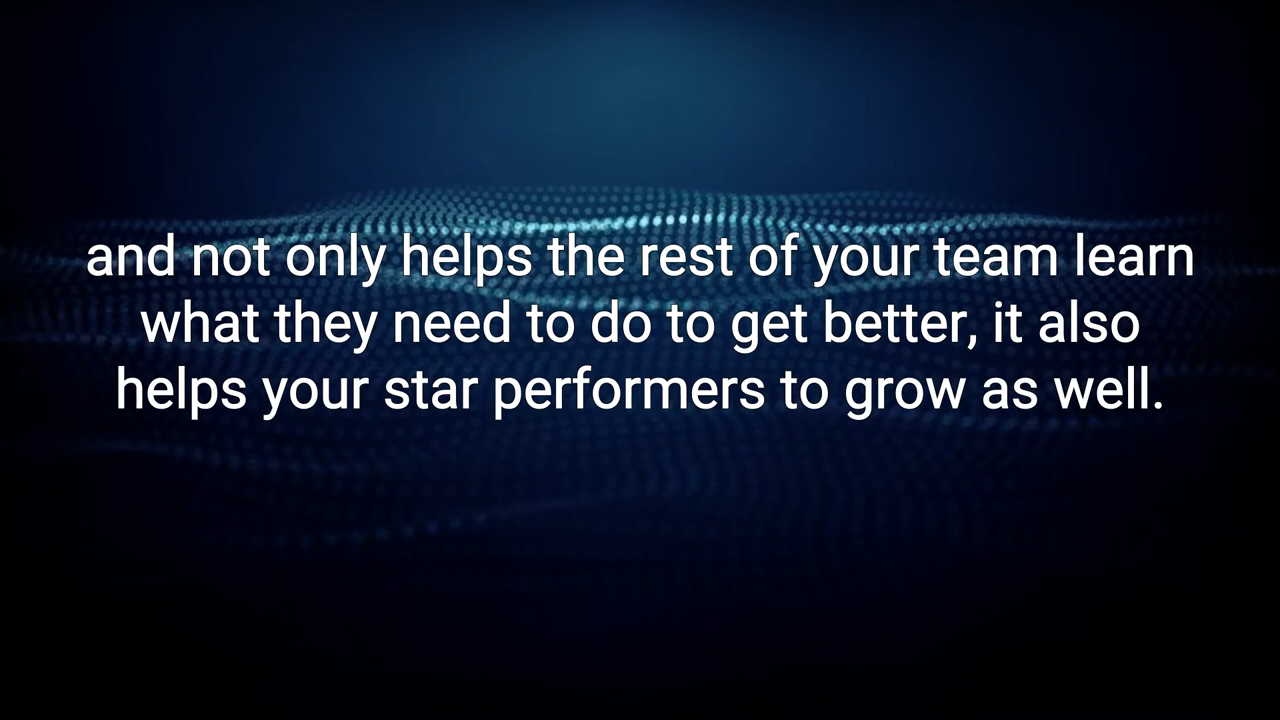 and not only helps the rest of your team learn
what they need to do to get better, it also
helps your star performers to grow as well.